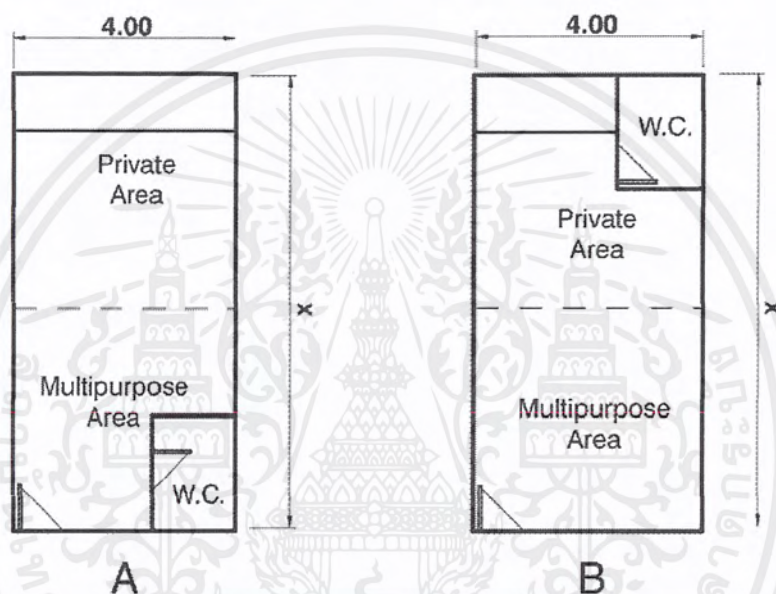 4.00
Private
Area
Multipurpose
Area
W.C.
x
A
4.00
W.C.
Private
Area
Multipurpose
Area
x
B